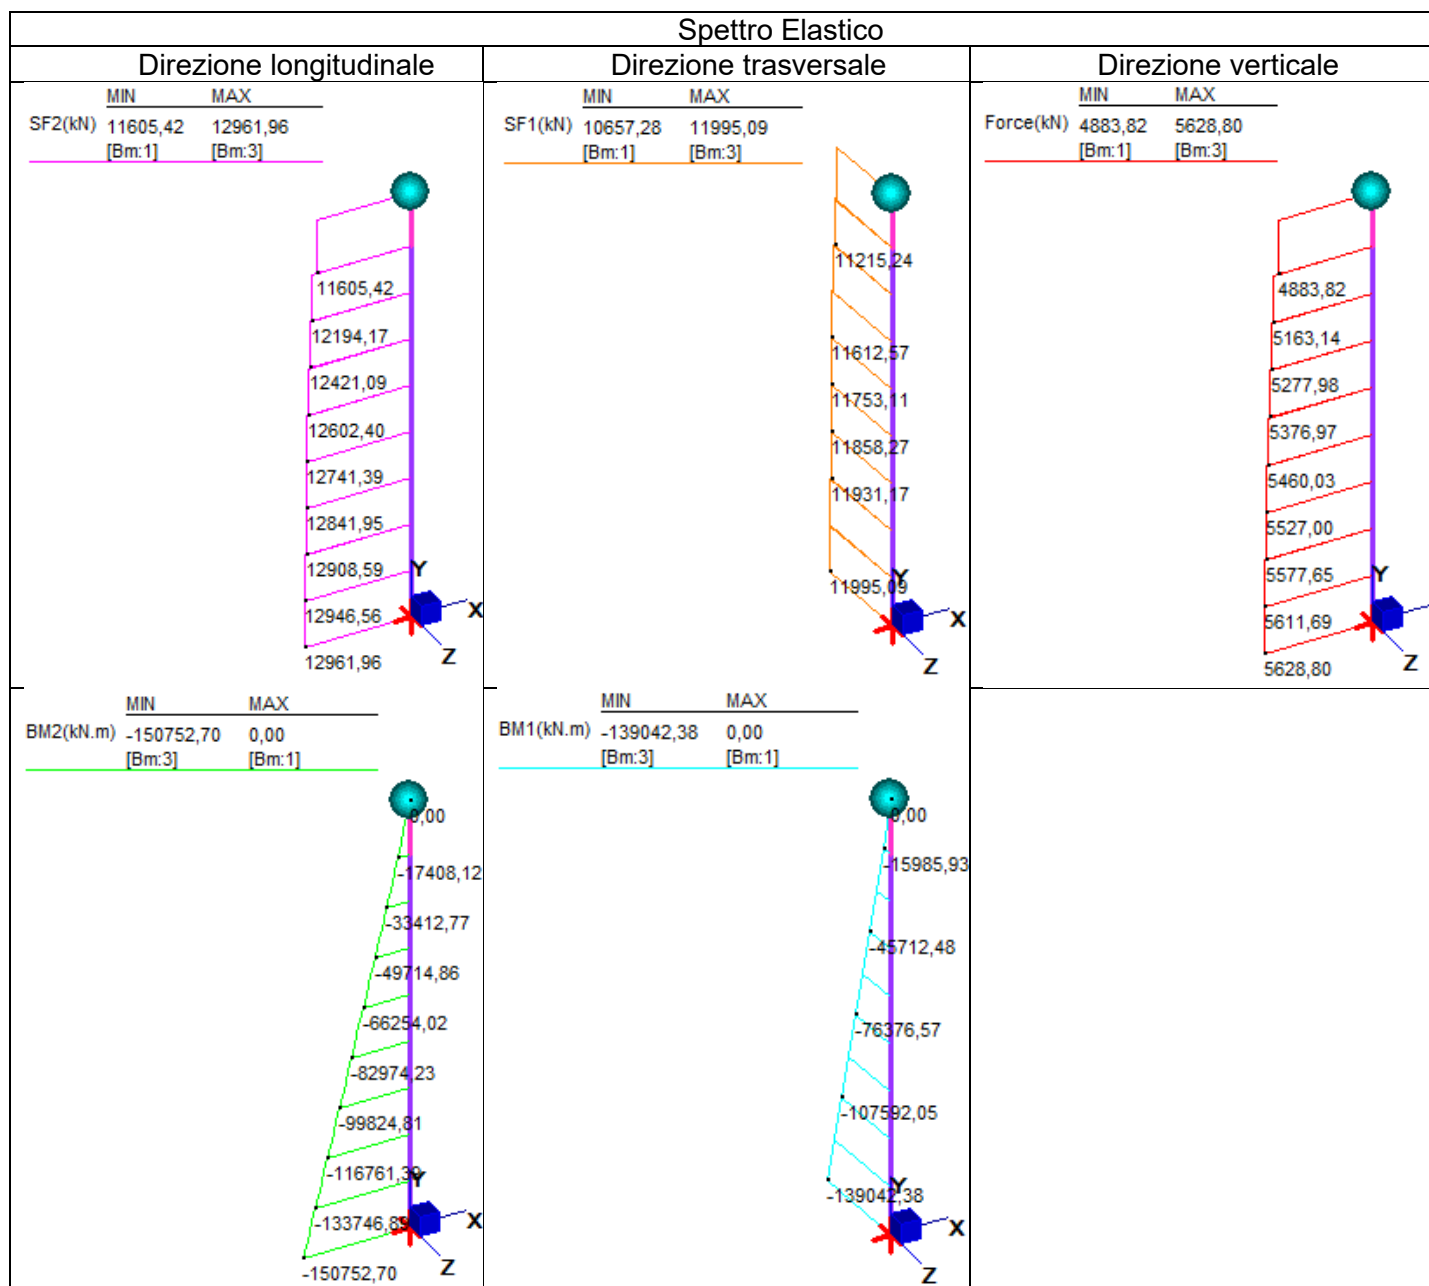 Spettro Elastico
Direzione longitudinale
Direzione trasversale
Direzione verticale
MIN MAX
SF2(kN) 11605,42 12961,96
[Bm:1] [Bm:3]
11605,42
12194,17
12421,09
12602,40
12741,39
12841,95
12908,59
12946,56
12961,96
Y
X
Z
MIN MAX
SF1(kN) 10657,28 11995,09
[Bm:1] [Bm:3]
11215,24
11612,57
11753,11
11858,27
11931,17
11995,09
Y
X
Z
MIN MAX
Force(kN) 4883,82 5628,80
[Bm:1] [Bm:3]
4883,82
5163,14
5277,98
5376,97
5460,03
5527,00
5577,65
5611,69
5628,80
Y
Z
MIN MAX
BM2(kN.m) -150752,70 0,00
[Bm:3] [Bm:1]
0,00
-17408,12
-33412,77
-49714,86
-66254,02
-82974,23
-99824,81
-116761,39
-133746,89
-150752,70
Y
X
Z
MIN MAX
BM1(kN.m) -139042,38 0,00
[Bm:3] [Bm:1]
0,00
-15985,93
-45712,48
-76376,57
-107592,05
-139042,38
Y
X
Z